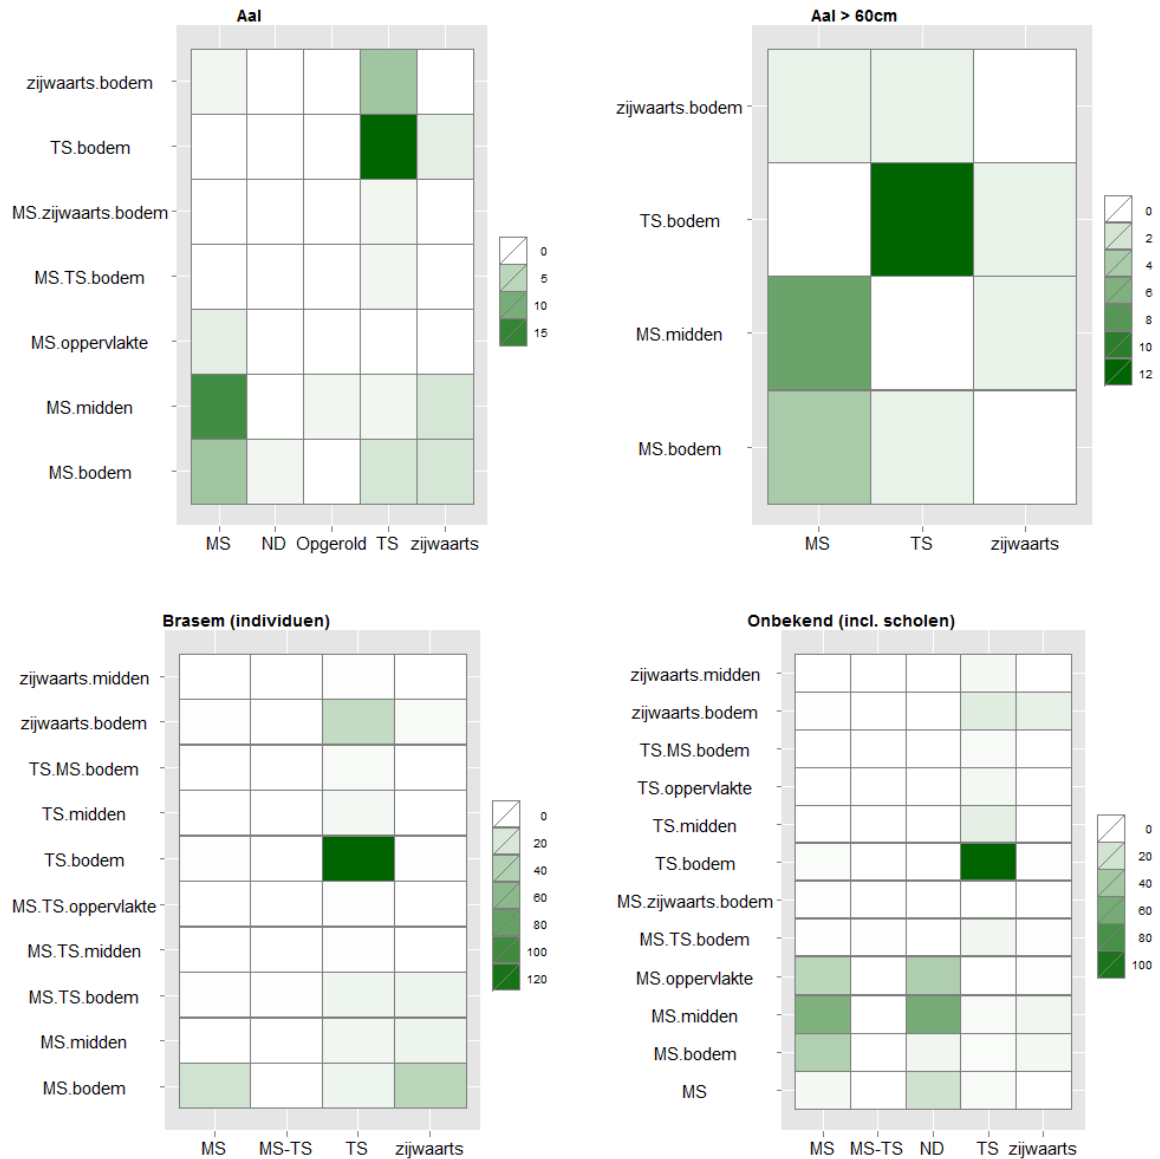 Aal
zijwaarts.bodem
TS.bodem
MS.zijwaarts.bodem
MS.TS.bodem
MS.oppervlakte
MS.midden
MS.bodem
MS ND Opgerold TS zijwaarts
0
5
10
15
Aal > 60cm
zijwaarts.bodem
TS.bodem
MS.midden
MS.bodem
MS TS zijwaarts
0
2
4
6
8
10
12
Brasem (individuen)
zijwaarts.midden
zijwaarts.bodem
TS.MS.bodem
TS.midden
TS.bodem
MS.TS.oppervlakte
MS.TS.midden
MS.TS.bodem
MS.midden
MS.bodem
MS MS-TS TS zijwaarts
0
20
40
60
80
100
120
Onbekend (incl. scholen)
zijwaarts.midden
zijwaarts.bodem
TS.MS.bodem
TS.oppervlakte
TS.midden
TS.bodem
MS.zijwaarts.bodem
MS.TS.bodem
MS.oppervlakte
MS.midden
MS.bodem
MS
MS MS-TS ND TS zijwaarts
0
20
40
60
80
100